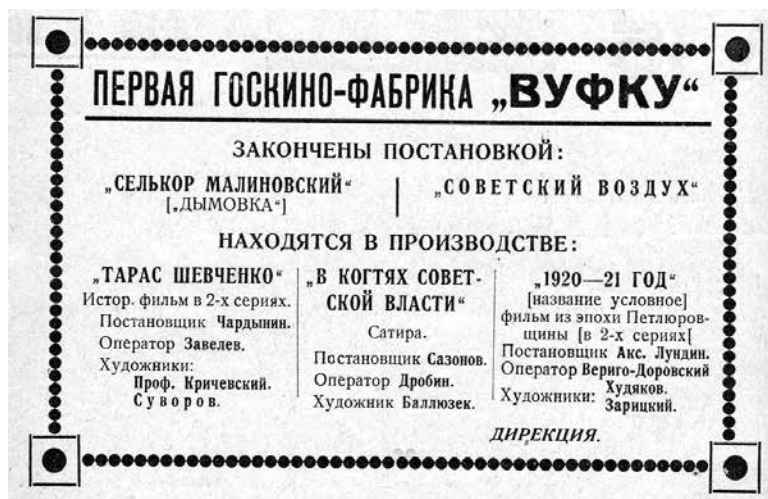 ПЕРВАЯ ГОСКИНО-ФАБРИКА „ВУФКУ“
ЗАКОНЧЕНЫ ПОСТАНОВКОЙ:
„СЕЛЬКОР МАЛИНОВСКИЙ“
[„ДЫМОВКА“]
„СОВЕТСКИЙ ВОЗДУХ“
НАХОДЯТСЯ В ПРОИЗВОДСТВЕ:
„ТАРАС ШЕВЧЕНКО“
Истор. фильм в 2-х сериях.
Постановщик Чардынин.
Оператор Завелев.
Художники:
Проф. Кричевский.
Суворов.
„В КОГТЯХ СОВЕТ-
СКОЙ ВЛАСТИ“
Сатира.
Постановщик Сазонов.
Оператор Дробин.
Художник Баллюзек.
„1920—21 ГОД“
[название условное]
фильм из эпохи Петлюров-
щины [в 2-х сериях[
Постановщик Акс. Лундин.
Оператор Вериго-Доровский
Художники: Худяков.
Зарицкий.
ДИРЕКЦИЯ.